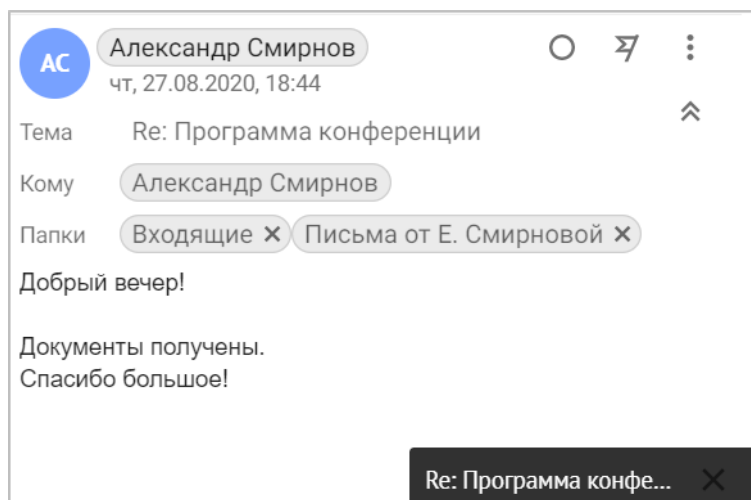 АС
Александр Смирнов
чт, 27.08.2020, 18:44
Тема Re: Программа конференции
Кому Александр Смирнов
Папки Входящие × Письма от Е. Смирновой ×
Добрый вечер!
Документы получены.
Спасибо большое!
Re: Программа конфе... ×